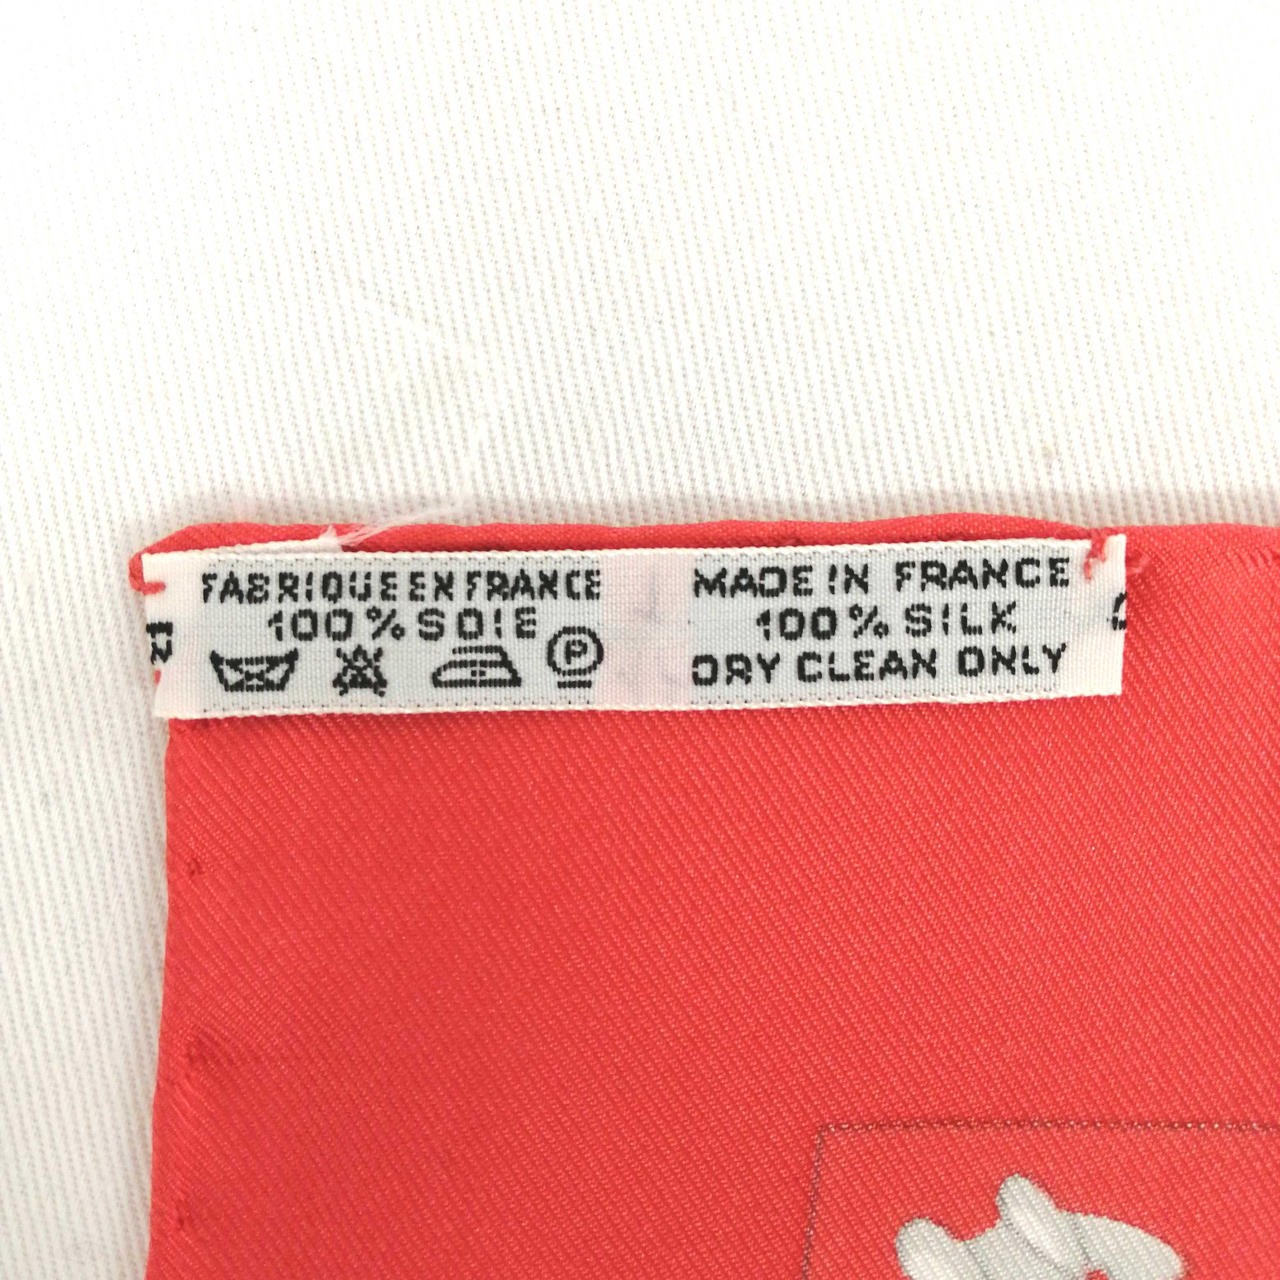 FABRIQUE EN FRANCE
100% SOIE
P
MADE IN FRANCE
100% SILK
DRY CLEAN ONLY